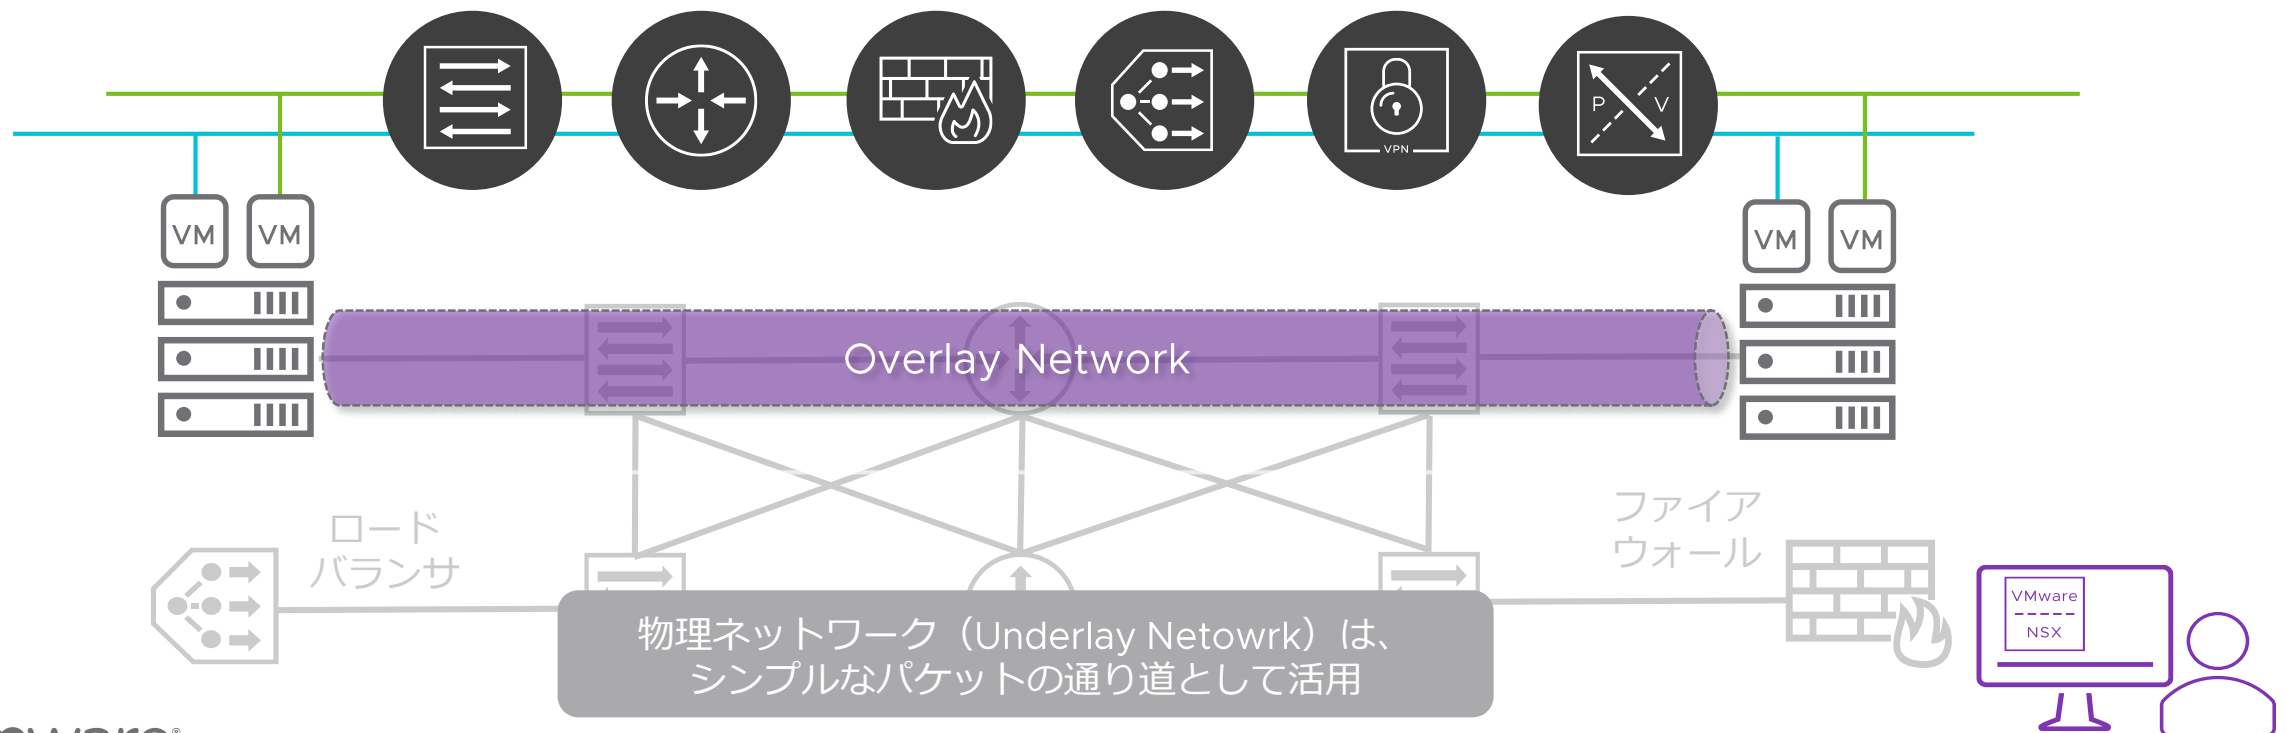 P V
VPN
VM VM VM VM
Overlay Network
ロード
バランサ
ファイア
ウォール
VMware
NSX
物理ネットワーク（Underlay Netowrk）は、
シンプルなパケットの通り道として活用